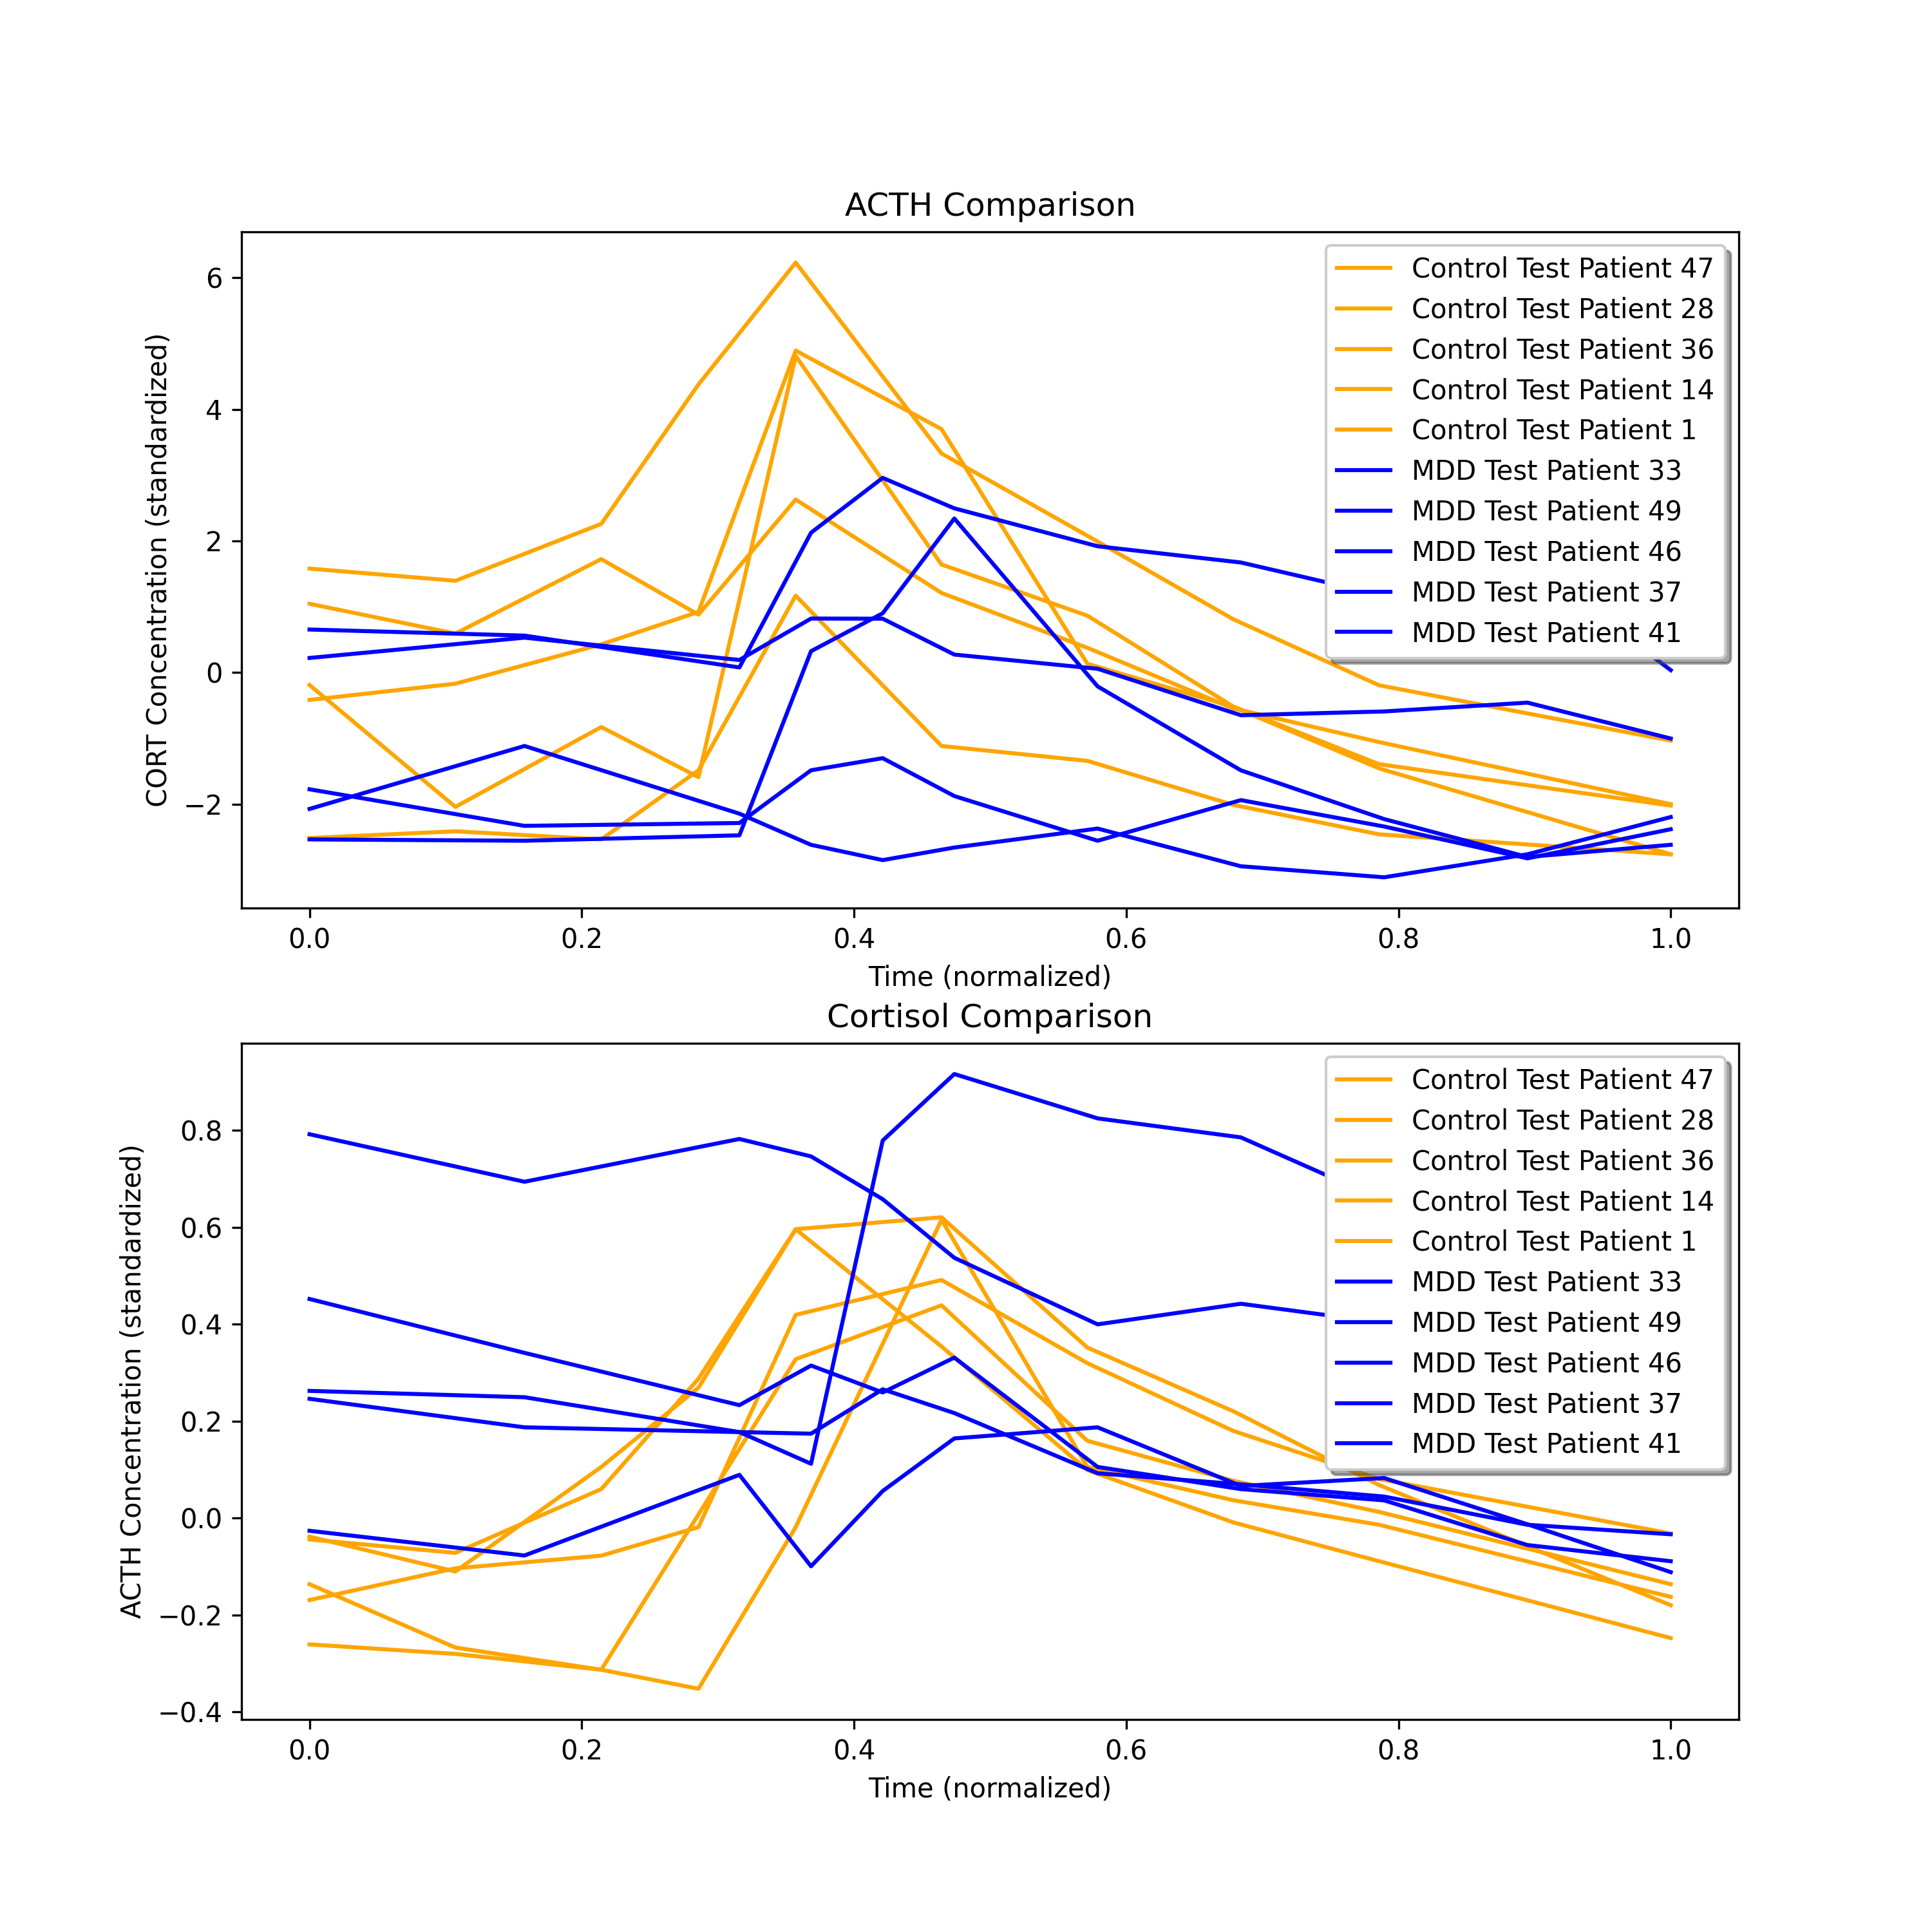 ACTH Comparison
CORT Concentration (standardized)
6
4
2
0
−2
Control Test Patient 47
Control Test Patient 28
Control Test Patient 36
Control Test Patient 14
Control Test Patient 1
MDD Test Patient 33
MDD Test Patient 49
MDD Test Patient 46
MDD Test Patient 37
MDD Test Patient 41
0.0 0.2 0.4 0.6 0.8 1.0
Time (normalized)
Cortisol Comparison
ACTH Concentration (standardized)
0.8
0.6
0.4
0.2
0.0
−0.2
−0.4
Control Test Patient 47
Control Test Patient 28
Control Test Patient 36
Control Test Patient 14
Control Test Patient 1
MDD Test Patient 33
MDD Test Patient 49
MDD Test Patient 46
MDD Test Patient 37
MDD Test Patient 41
0.0 0.2 0.4 0.6 0.8 1.0
Time (normalized)